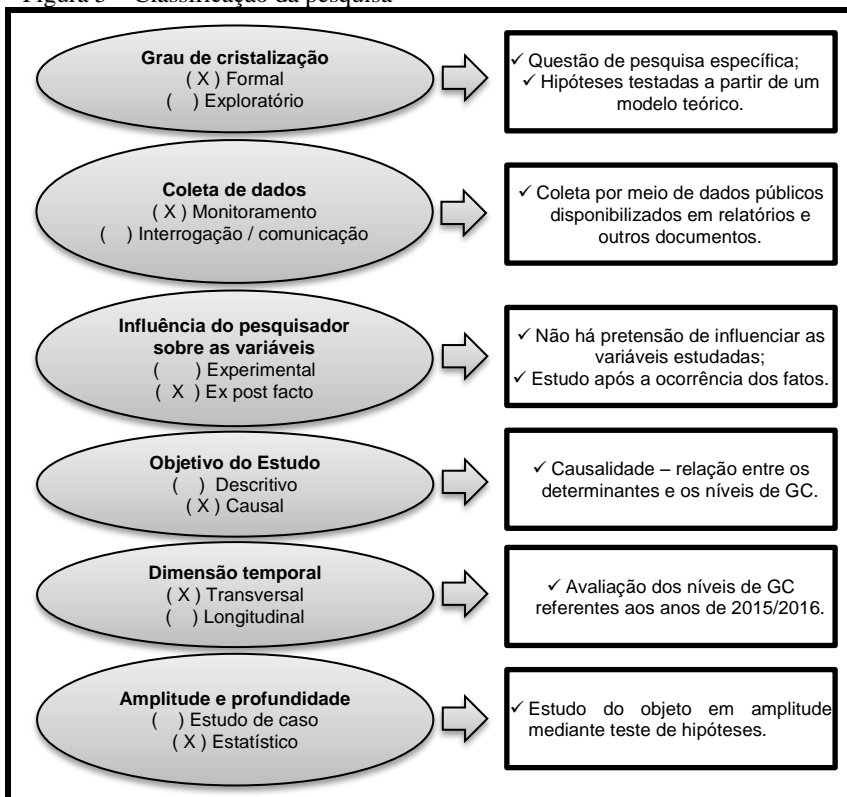 Figura 3 – Classificação da pesquisa
Grau de cristalização
( X ) Formal
( ) Exploratório
✓ Questão de pesquisa específica;
✓ Hipóteses testadas a partir de um
modelo teórico.
Coleta de dados
( X ) Monitoramento
( ) Interrogação / comunicação
✓ Coleta por meio de dados públicos
disponibilizados em relatórios e
outros documentos.
Influência do pesquisador
sobre as variáveis
( ) Experimental
( X ) Ex post facto
✓ Não há pretensão de influenciar as
variáveis estudadas;
✓ Estudo após a ocorrência dos fatos.
Objetivo do Estudo
( ) Descritivo
( X ) Causal
✓ Causalidade – relação entre os
determinantes e os níveis de GC.
Dimensão temporal
( X ) Transversal
( ) Longitudinal
✓ Avaliação dos níveis de GC
referentes aos anos de 2015/2016.
Amplitude e profundidade
( ) Estudo de caso
( X ) Estatístico
✓ Estudo do objeto em amplitude
mediante teste de hipóteses.